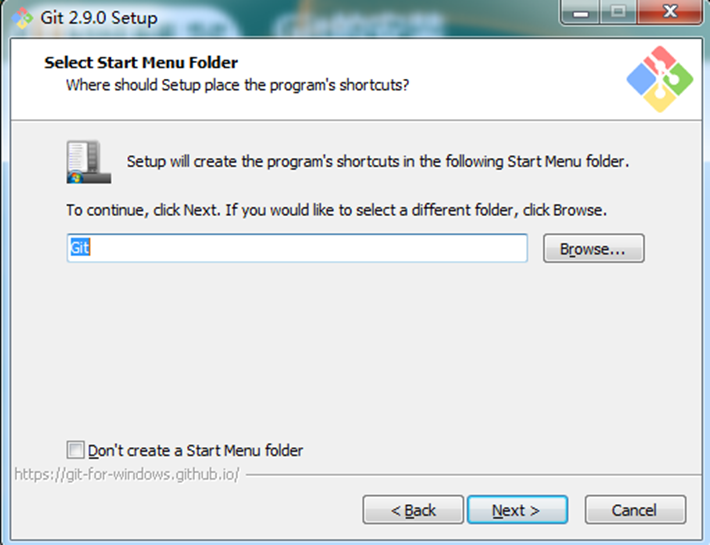 Git 2.9.0 Setup
Select Start Menu Folder
Where should Setup place the program's shortcuts?
Setup will create the program's shortcuts in the following Start Menu folder.
To continue, click Next. If you would like to select a different folder, click Browse.
Git
Browse...
Don't create a Start Menu folder
https://git-for-windows.github.io/
< Back
Next >
Cancel